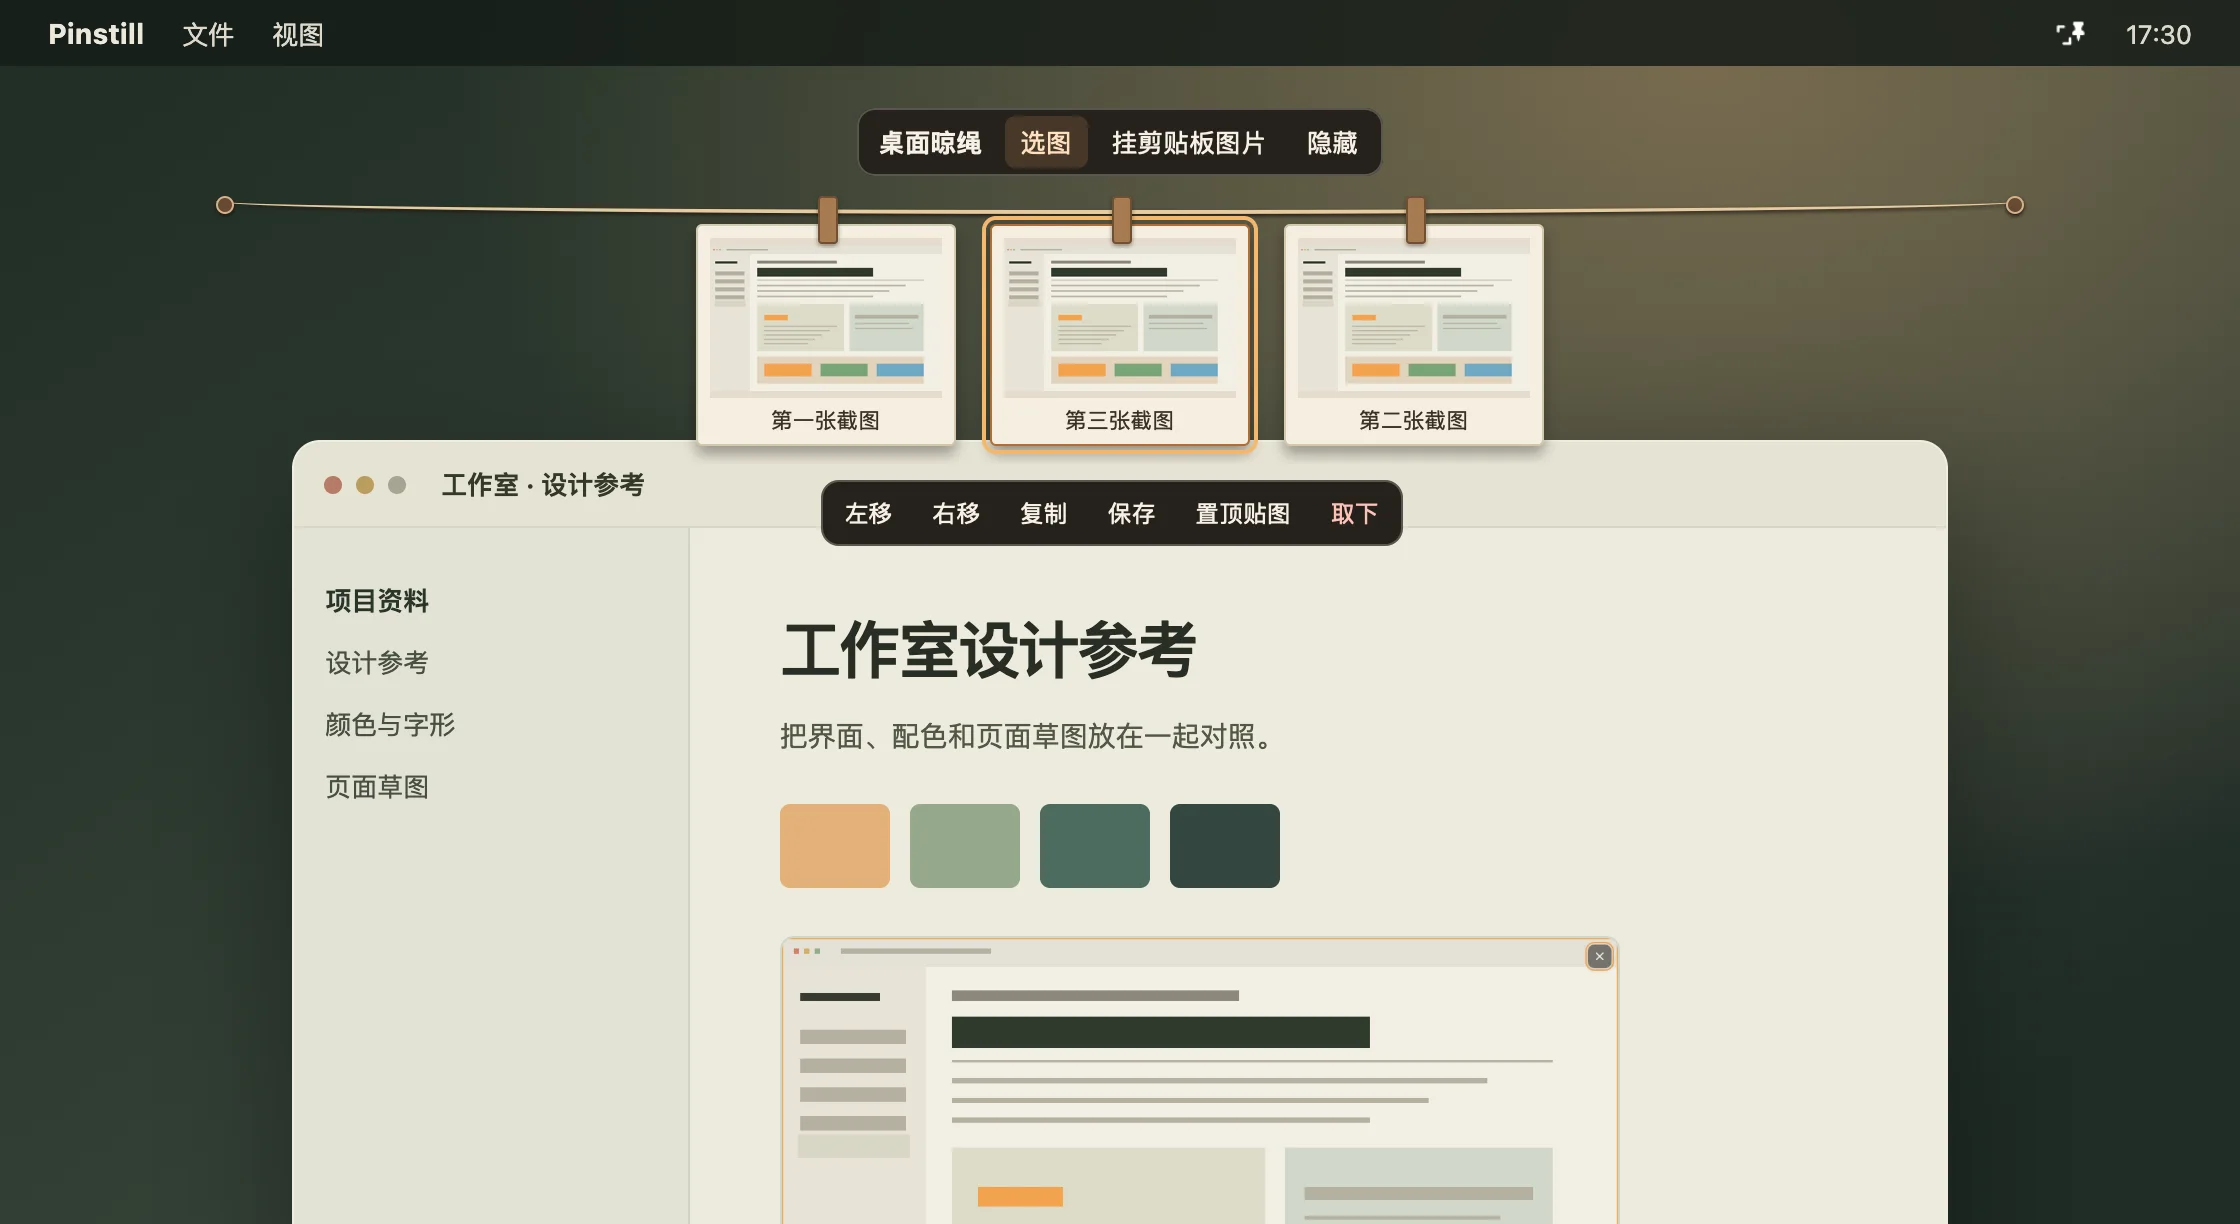 Pinstill 文件 视图 17:30
桌面晾绳 选图 挂剪贴板图片 隐藏
第一张截图 第三张截图 第二张截图
工作室 · 设计参考
左移 右移 复制 保存 置顶贴图 取下
项目资料
设计参考
颜色与字形
页面草图
工作室设计参考
把界面、配色和页面草图放在一起对照。